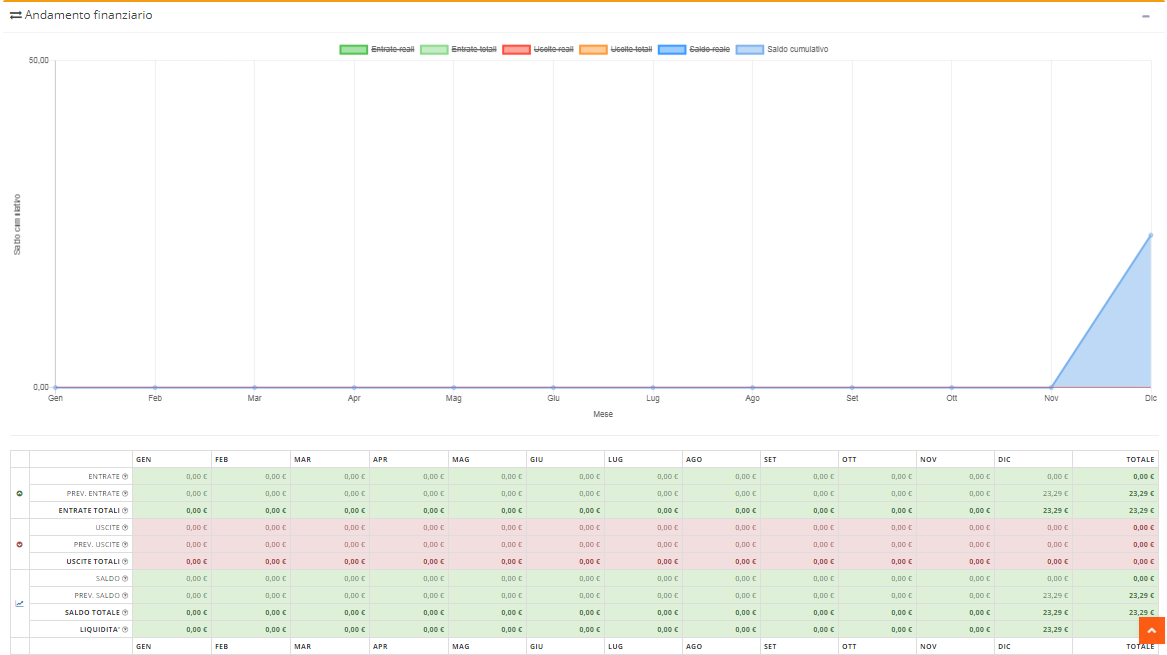 Andamento finanziario
Entrate reali Entrate totali Uscite reali Uscite totali Saldo reale Saldo cumulativo
50,00
Saldo cumulativo
0,00
Gen Feb Mar Apr Mag Giu Lug Ago Set Ott Nov Dic
Mese
GEN FEB MAR APR MAG GIU LUG AGO SET OTT NOV DIC TOTALE
ENTRATE 0,00 € 0,00 € 0,00 € 0,00 € 0,00 € 0,00 € 0,00 € 0,00 € 0,00 € 0,00 € 0,00 € 0,00 € 0,00 €
PREV. ENTRATE 0,00 € 0,00 € 0,00 € 0,00 € 0,00 € 0,00 € 0,00 € 0,00 € 0,00 € 0,00 € 0,00 € 23,29 € 23,29 €
ENTRATE TOTALI 0,00 € 0,00 € 0,00 € 0,00 € 0,00 € 0,00 € 0,00 € 0,00 € 0,00 € 0,00 € 0,00 € 23,29 € 23,29 €
USCITE 0,00 € 0,00 € 0,00 € 0,00 € 0,00 € 0,00 € 0,00 € 0,00 € 0,00 € 0,00 € 0,00 € 0,00 € 0,00 €
PREV. USCITE 0,00 € 0,00 € 0,00 € 0,00 € 0,00 € 0,00 € 0,00 € 0,00 € 0,00 € 0,00 € 0,00 € 0,00 € 0,00 €
USCITE TOTALI 0,00 € 0,00 € 0,00 € 0,00 € 0,00 € 0,00 € 0,00 € 0,00 € 0,00 € 0,00 € 0,00 € 0,00 € 0,00 €
SALDO 0,00 € 0,00 € 0,00 € 0,00 € 0,00 € 0,00 € 0,00 € 0,00 € 0,00 € 0,00 € 0,00 € 0,00 € 0,00 €
PREV. SALDO 0,00 € 0,00 € 0,00 € 0,00 € 0,00 € 0,00 € 0,00 € 0,00 € 0,00 € 0,00 € 0,00 € 23,29 € 23,29 €
SALDO TOTALE 0,00 € 0,00 € 0,00 € 0,00 € 0,00 € 0,00 € 0,00 € 0,00 € 0,00 € 0,00 € 0,00 € 23,29 € 23,29 €
LIQUIDITA' 0,00 € 0,00 € 0,00 € 0,00 € 0,00 € 0,00 € 0,00 € 0,00 € 0,00 € 0,00 € 0,00 € 23,29 €
GEN FEB MAR APR MAG GIU LUG AGO SET OTT NOV DIC TOTALE